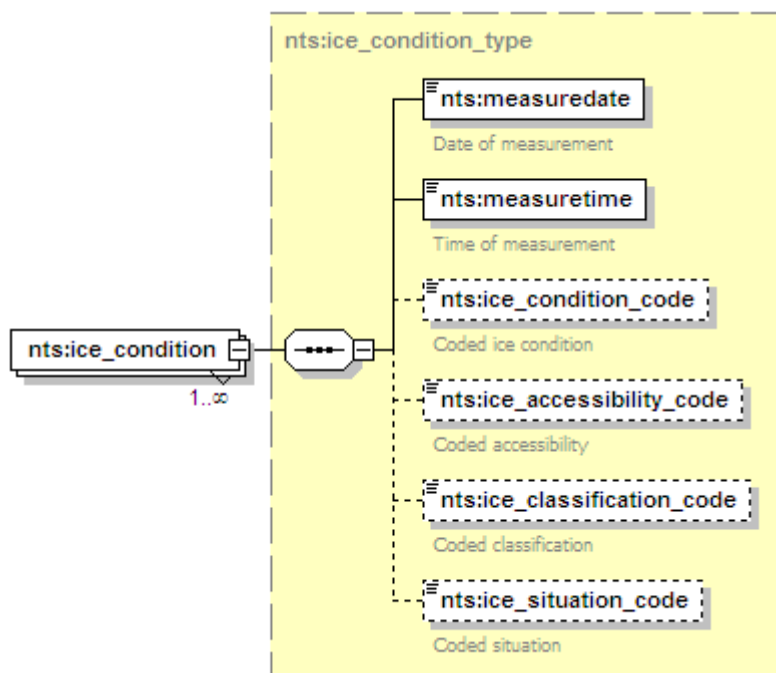 nts:ice_condition_type
nts:measuredate
Date of measurement
nts:measuretime
Time of measurement
nts:ice_condition_code
Coded ice condition
nts:ice_condition
1..∞
nts:ice_accessibility_code
Coded accessibility
nts:ice_classification_code
Coded classification
nts:ice_situation_code
Coded situation